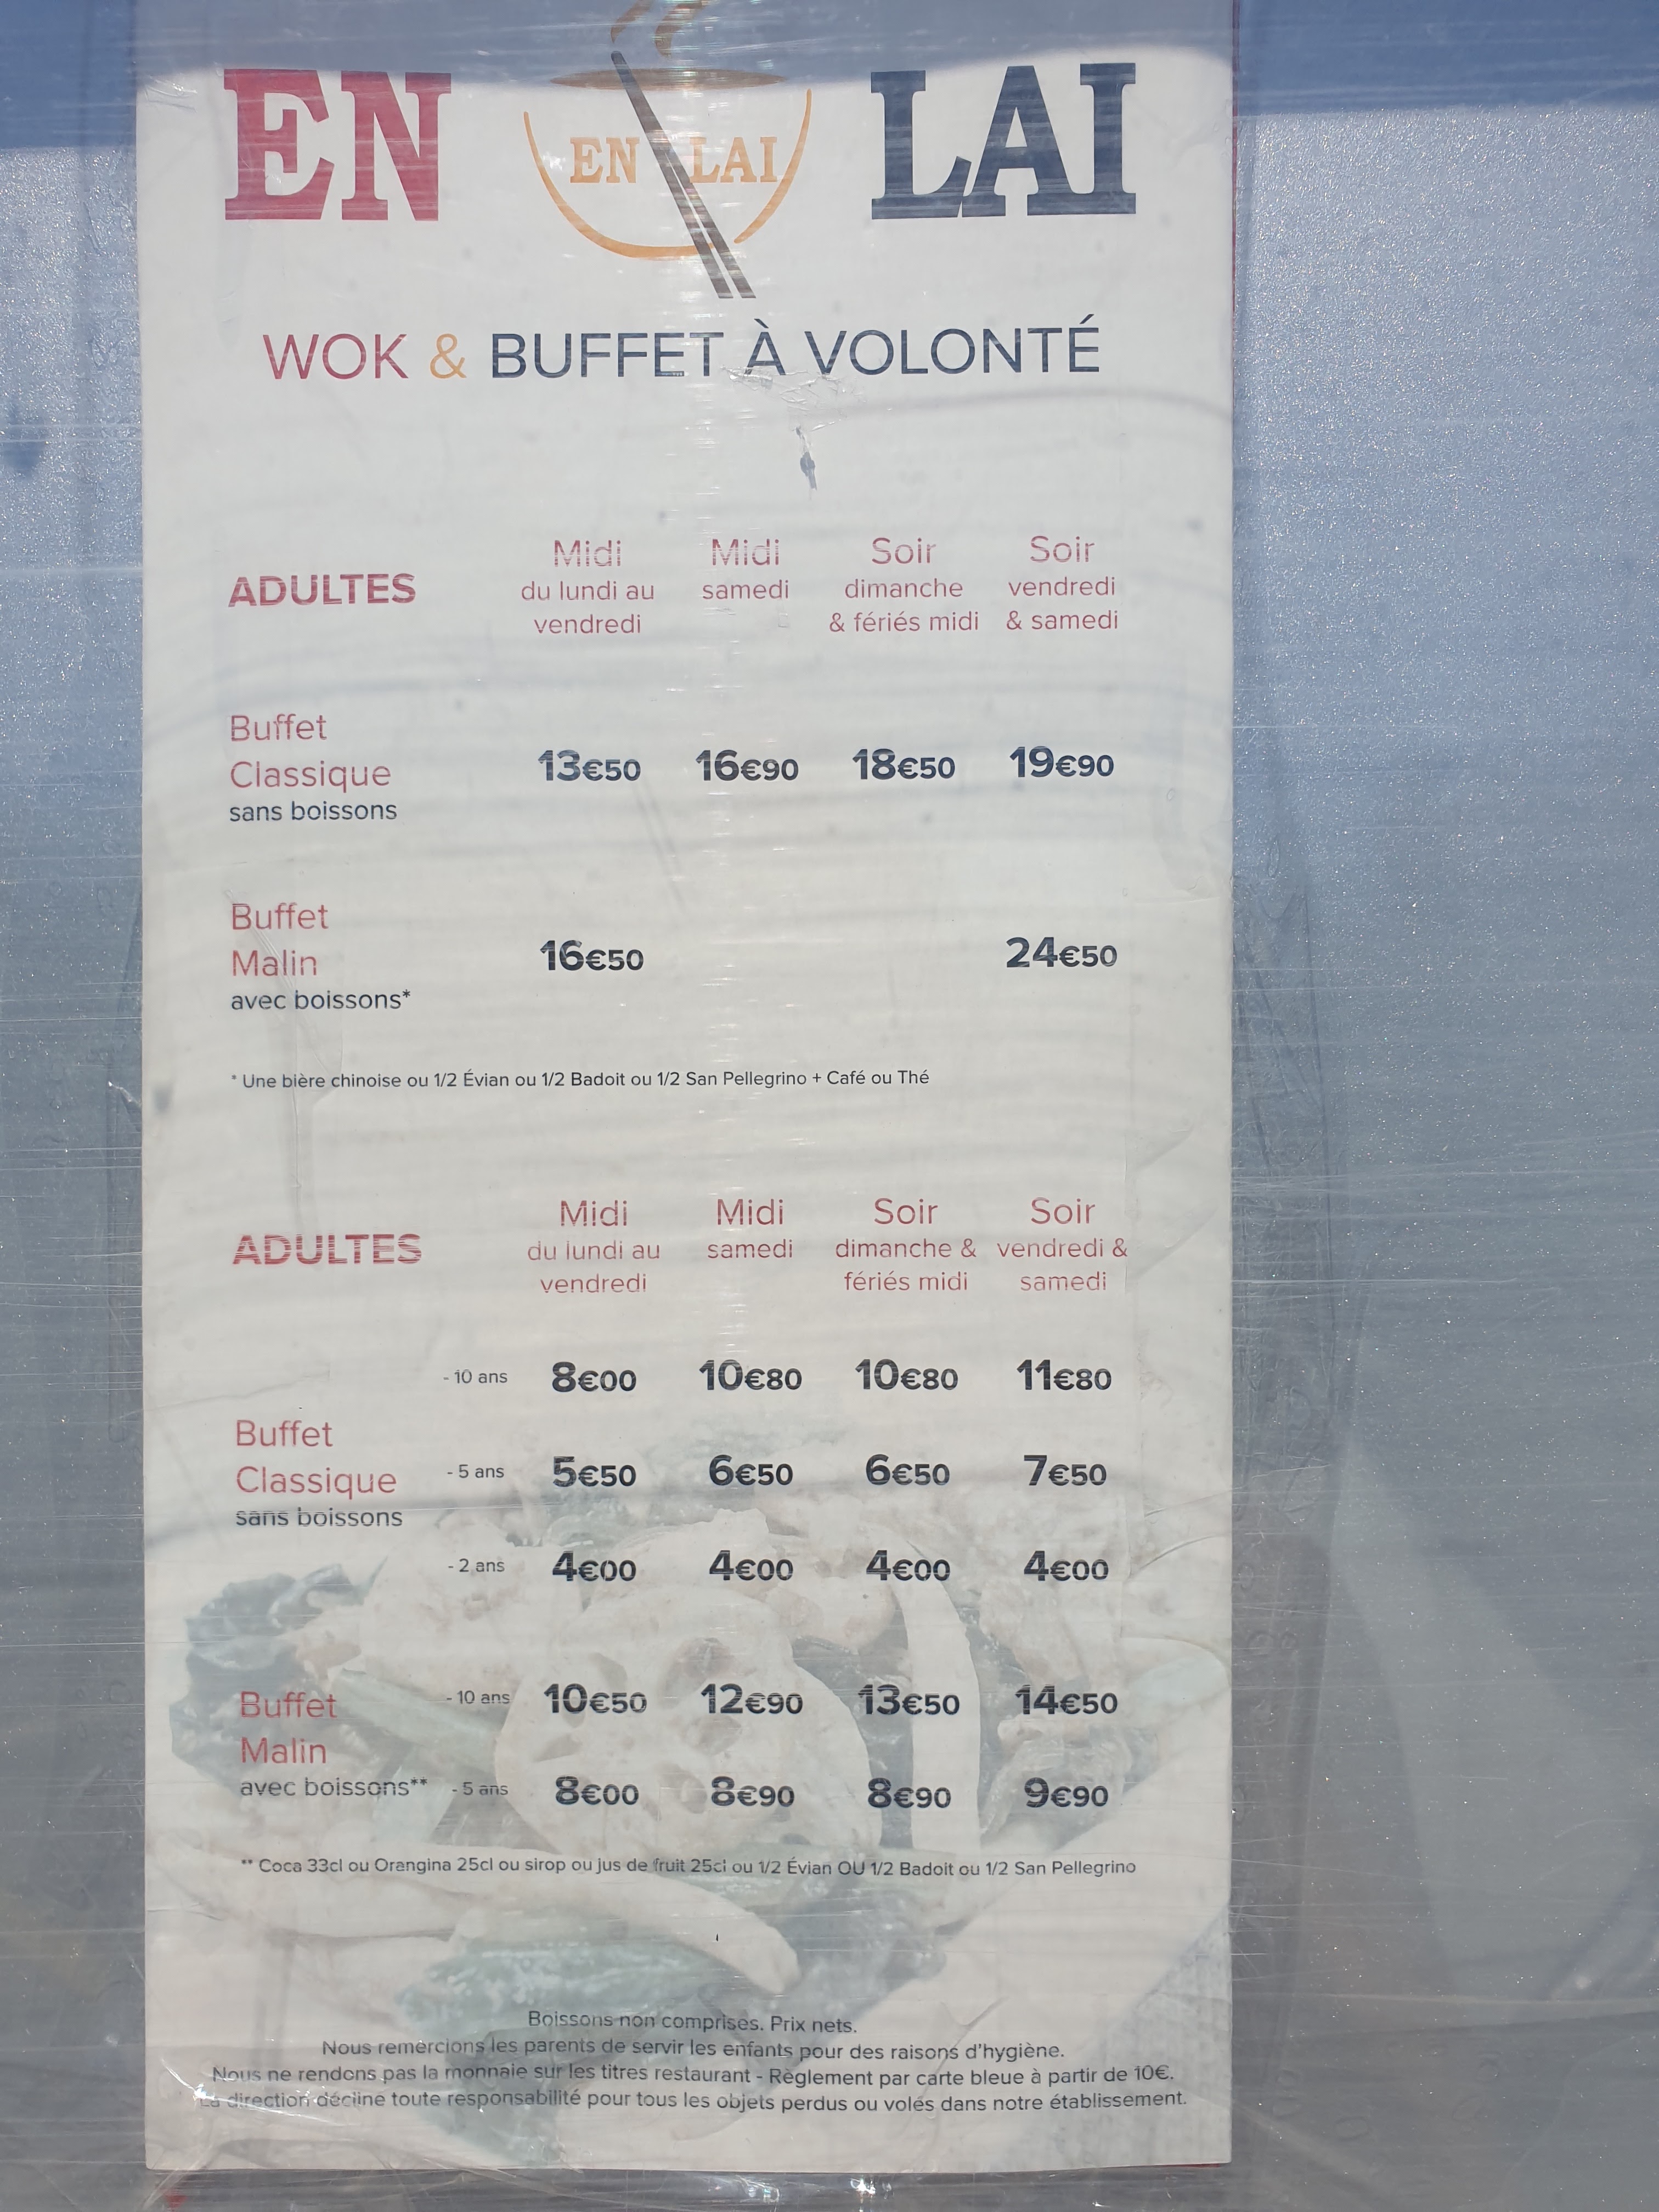 EN LAI
EN LAI
WOK & BUFFET À VOLONTÉ
ADULTES
Midi
du lundi au
vendredi
Midi
samedi
Soir
dimanche
& fériés midi
Soir
vendredi
& samedi
Buffet
Classique
sans boissons
13€50 16€90 18€50 19€90
Buffet
Malin
avec boissons*
16€50 24€50
* Une bière chinoise ou 1/2 Évian ou 1/2 Badoit ou 1/2 San Pellegrino + Café ou Thé
ADULTES
Midi
du lundi au
vendredi
Midi
samedi
Soir
dimanche &
fériés midi
Soir
vendredi &
samedi
Buffet
Classique
sans boissons
- 10 ans 8€00 10€80 10€80 11€80
- 5 ans 5€50 6€50 6€50 7€50
- 2 ans 4€00 4€00 4€00 4€00
Buffet
Malin
avec boissons**
- 10 ans 10€50 12€90 13€50 14€50
- 5 ans 8€00 8€90 8€90 9€90
** Coca 33cl ou Orangina 25cl ou sirop ou jus de fruit 25cl ou 1/2 Évian OU 1/2 Badoit ou 1/2 San Pellegrino
Boissons non comprises. Prix nets.
Nous remercions les parents de servir les enfants pour des raisons d'hygiène.
Nous ne rendons pas la monnaie sur les titres restaurant - Règlement par carte bleue à partir de 10€.
La direction décline toute responsabilité pour tous les objets perdus ou volés dans notre établissement.